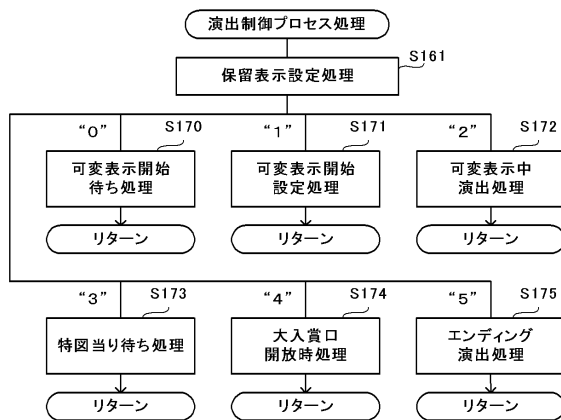 演出制御プロセス処理
S161
保留表示設定処理
“0”
S170
“1”
S171
“2”
S172
可変表示開始
待ち処理
可変表示開始
設定処理
可変表示中
演出処理
リターン
リターン
リターン
“3”
S173
“4”
S174
“5”
S175
特図当り待ち処理
大入賞口
開放時処理
エンディング
演出処理
リターン
リターン
リターン